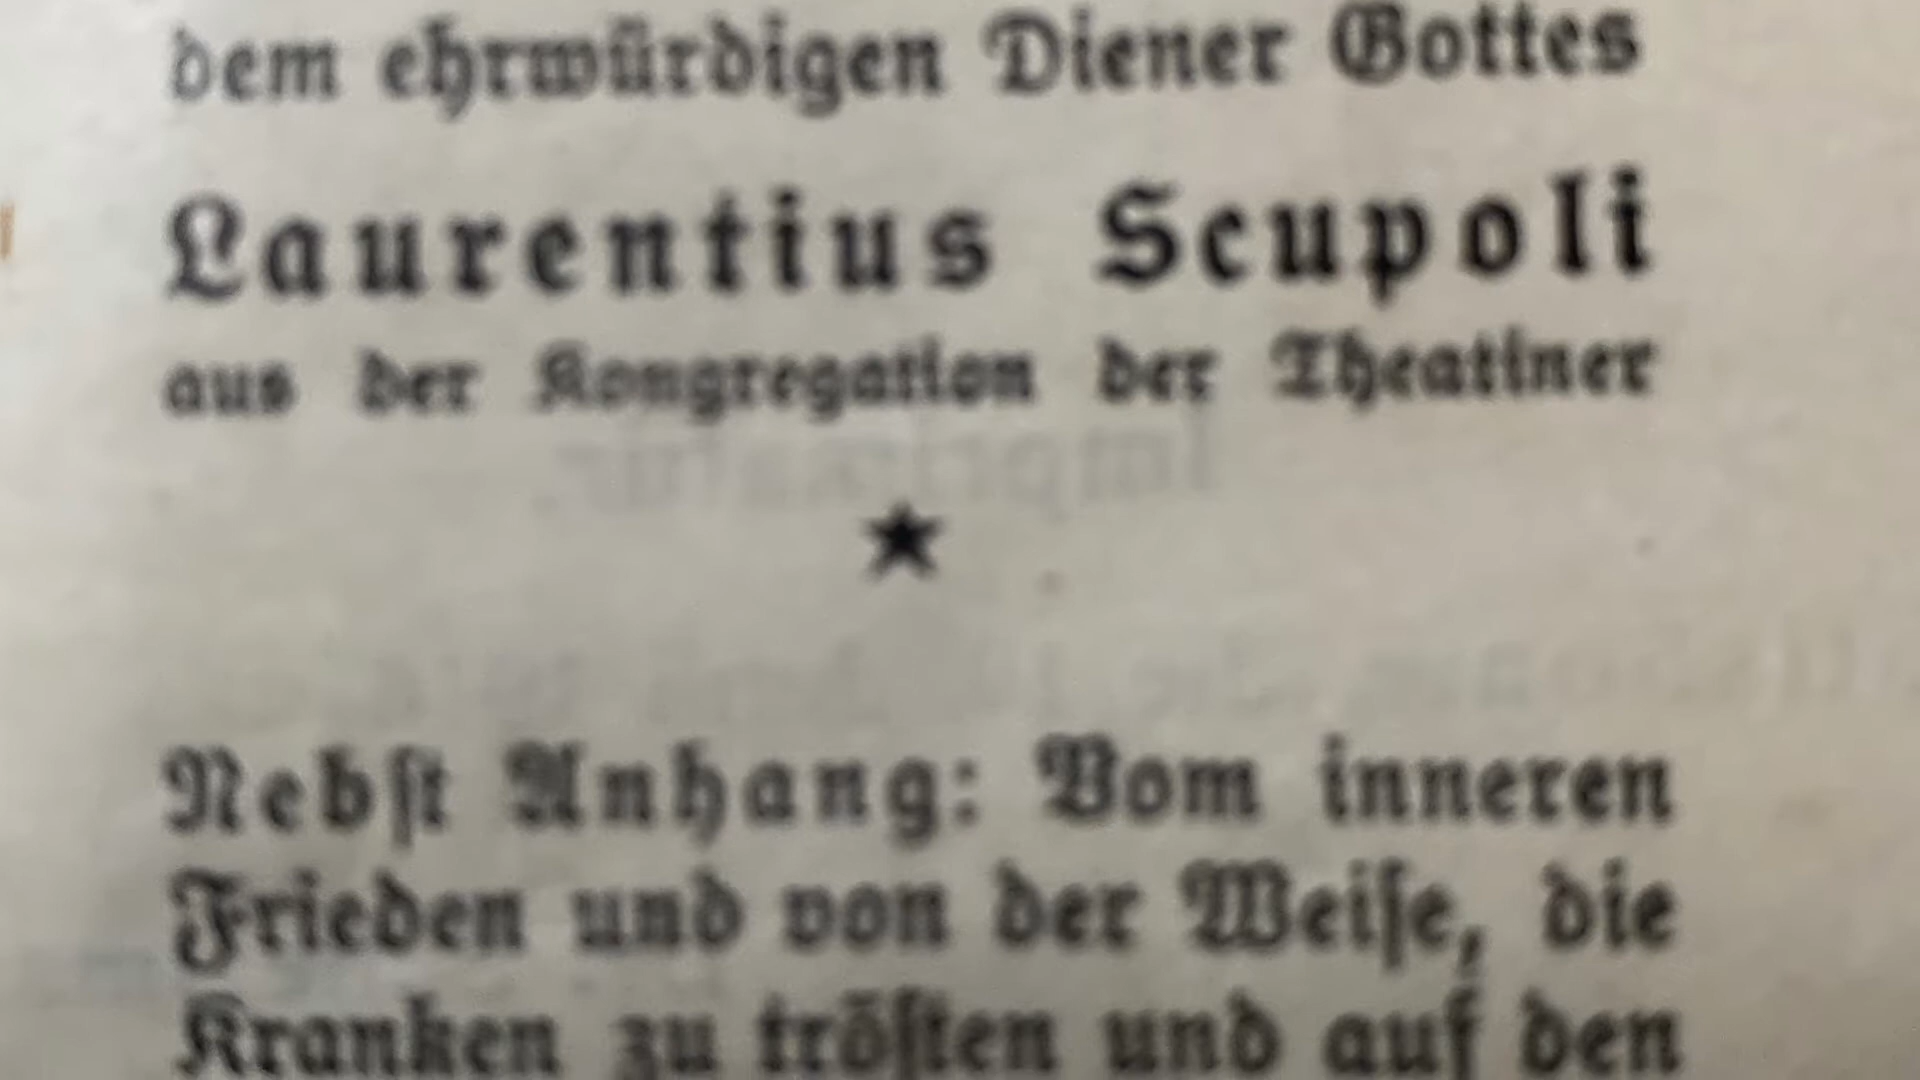 dem ehrwürdigen Diener Gottes
Laurentius Scupoli
aus der Kongregation der Theatiner
★
Nebſt Anhang: Vom inneren
Frieden und von der Weiſe, die
Kranken zu tröſten und auf den